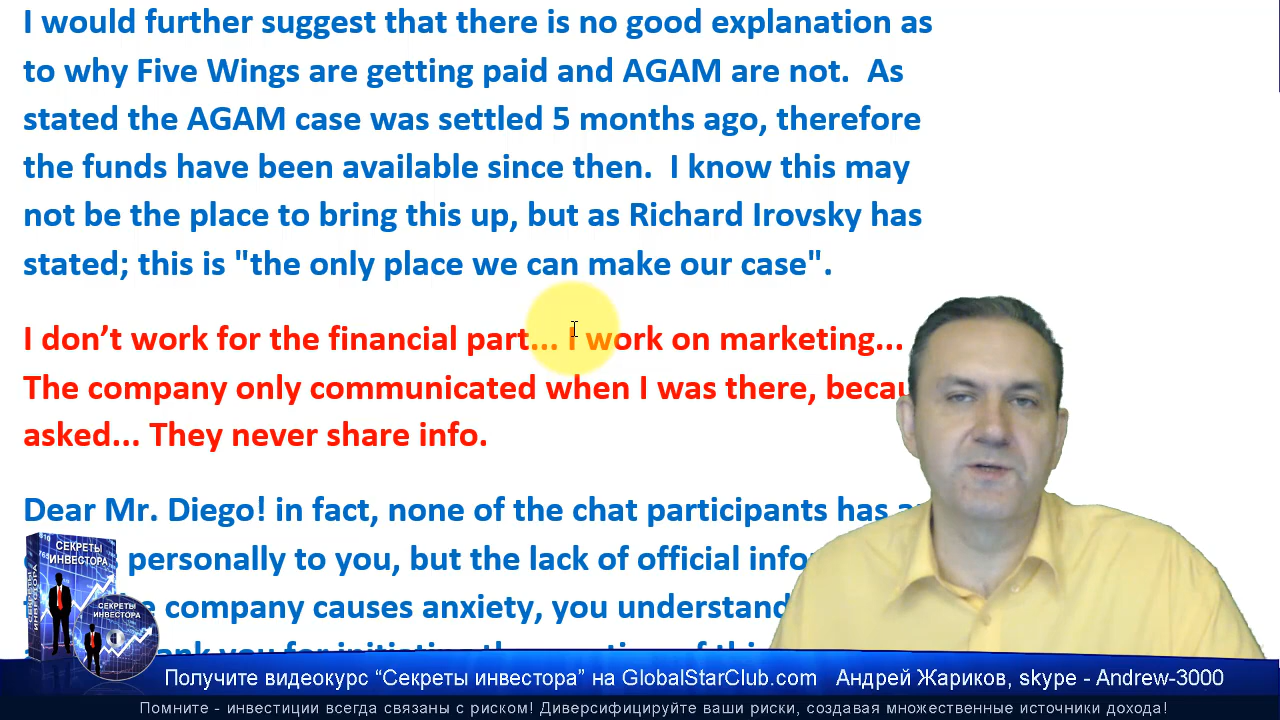 I would further suggest that there is no good explanation as
to why Five Wings are getting paid and AGAM are not.  As
stated the AGAM case was settled 5 months ago, therefore
the funds have been available since then.  I know this may
not be the place to bring this up, but as Richard Irovsky has
stated; this is "the only place we can make our case".
I don’t work for the financial part... I work on marketing...
The company only communicated when I was there,
asked... They never share info.
Dear Mr. Diego! in fact, none of the chat participants has
personally to you, but the lack of official
company causes anxiety, you understand
СЕКРЕТЫ
ИНВЕСТОРА
СЕКРЕТЫ
ИНВЕСТОРА
СЕКРЕТЫ ИНВЕСТОРА
Получите видеокурс “Секреты инвестора” на GlobalStarClub.com   Андрей Жариков, skype - Andrew-3000
Помните - инвестиции всегда связаны с риском! Диверсифицируйте ваши риски, создавая множественные источники дохода!